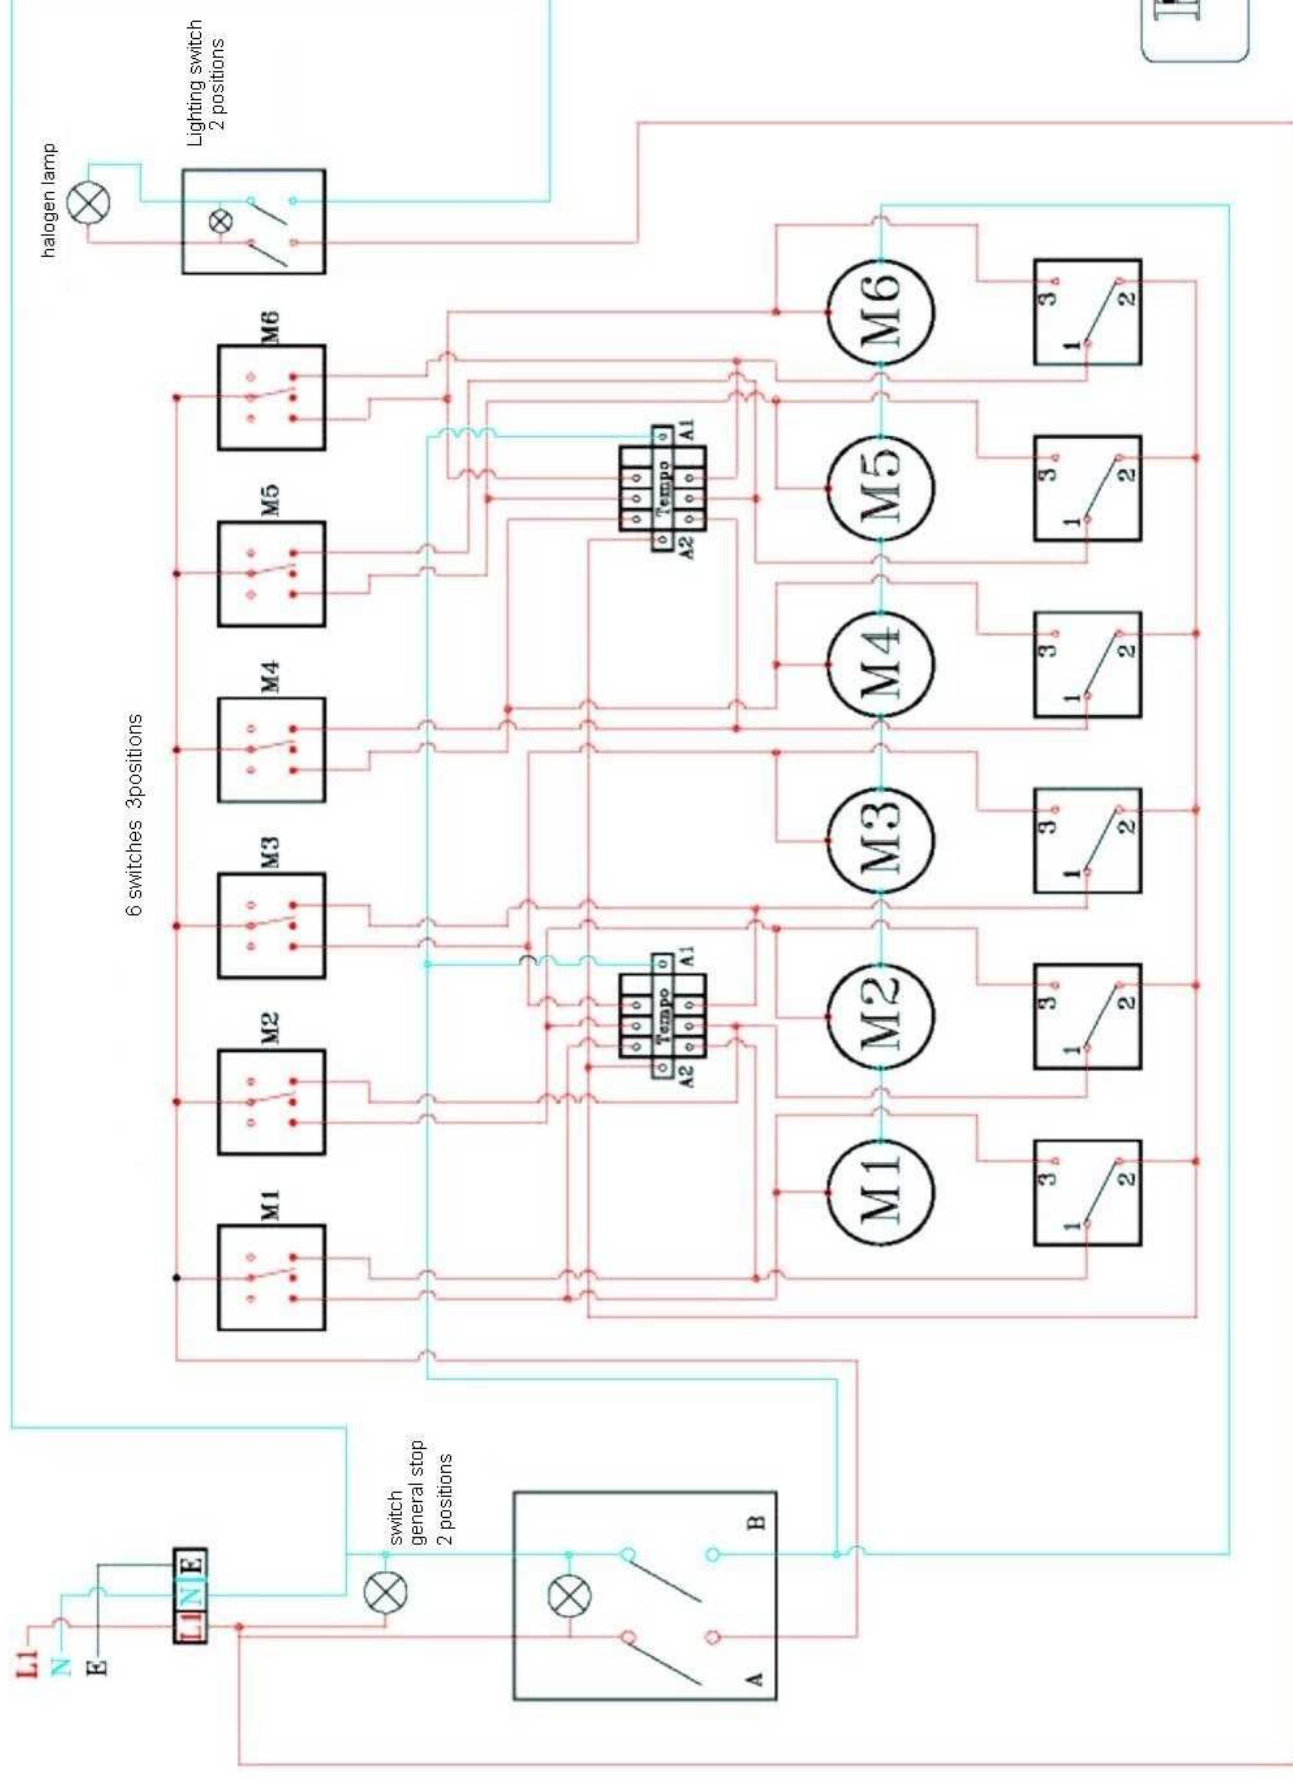 halogen lamp
Lighting switch
2 positions
6 switches 3positions
M1
M2
M3
M4
M5
M6
L1
N
E
L1 N E
switch
general stop
2 positions
A
B
A2 Tempo A1
A2 Tempo A1
M1
M2
M3
M4
M5
M6
1 2 3
1 2 3
1 2 3
1 2 3
1 2 3
1 2 3